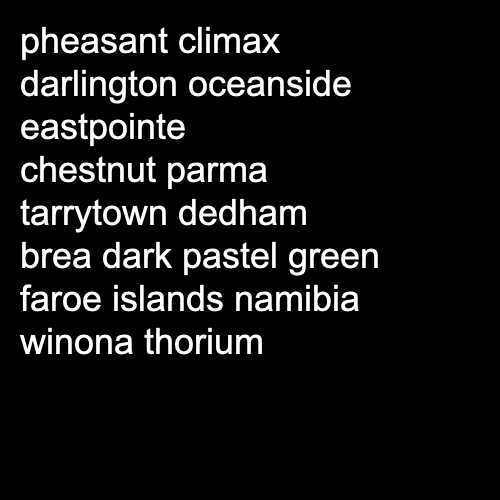 pheasant climax
darlington oceanside
eastpointe
chestnut parma
tarrytown dedham
brea dark pastel green
faroe islands namibia
winona thorium